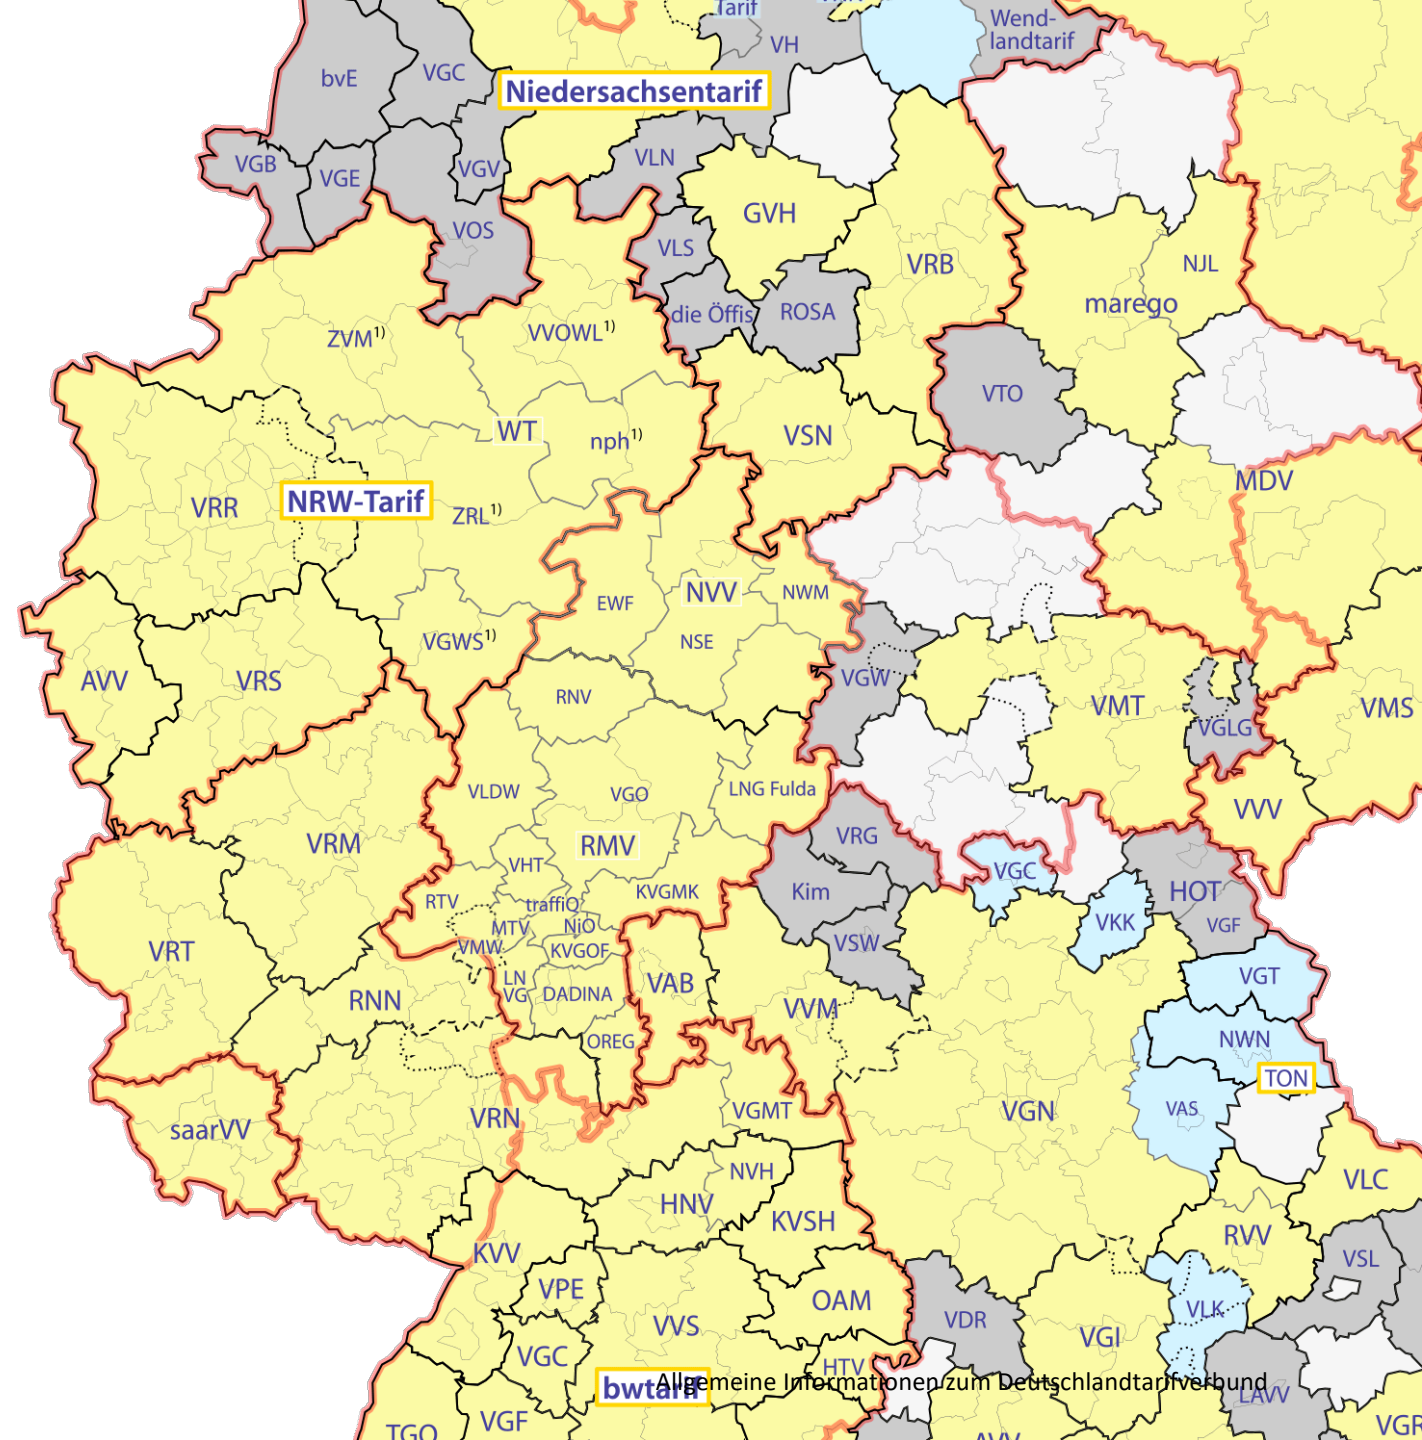 Tarif
VH
Wend-
landtarif
bvE
VGC
Niedersachsentarif
VGB
VGE
VGV
VLN
GVH
VOS
VLS
VRB
NJL
die Öffis
ROSA
marego
ZVM¹⁾
VVOWL¹⁾
VTO
WT
nph¹⁾
VSN
MDV
VRR
NRW-Tarif
ZRL¹⁾
EWF
NVV
NWM
NSE
VGWS¹⁾
AVV
VRS
RNV
VGW
VMT
VMS
VGLG
VLDW
VGO
LNG Fulda
VVV
VRM
RMV
VRG
VHT
VGC
Kim
KVGMK
HOT
RTV
traffiQ
VKK
VGF
MTV
NiO
VMW
KVGOF
VSW
VRT
LN
VG
DADINA
VAB
VGT
RNN
VVM
OREG
NWN
TON
VRN
VGMT
VGN
VAS
saarVV
NVH
HNV
KVSH
VLC
KVV
RVV
VSL
VPE
OAM
VLK
VVS
VDR
VGI
VGC
HTV
bwtarif
Allgemeine Informationen zum Deutschlandtarifverbund
LAVV
TGO
VGF
AVV
VGR